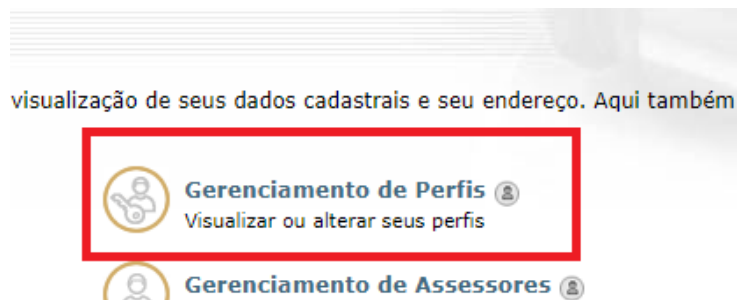 visualização de seus dados cadastrais e seu endereço. Aqui também
Gerenciamento de Perfis
Visualizar ou alterar seus perfis
Gerenciamento de Assessores